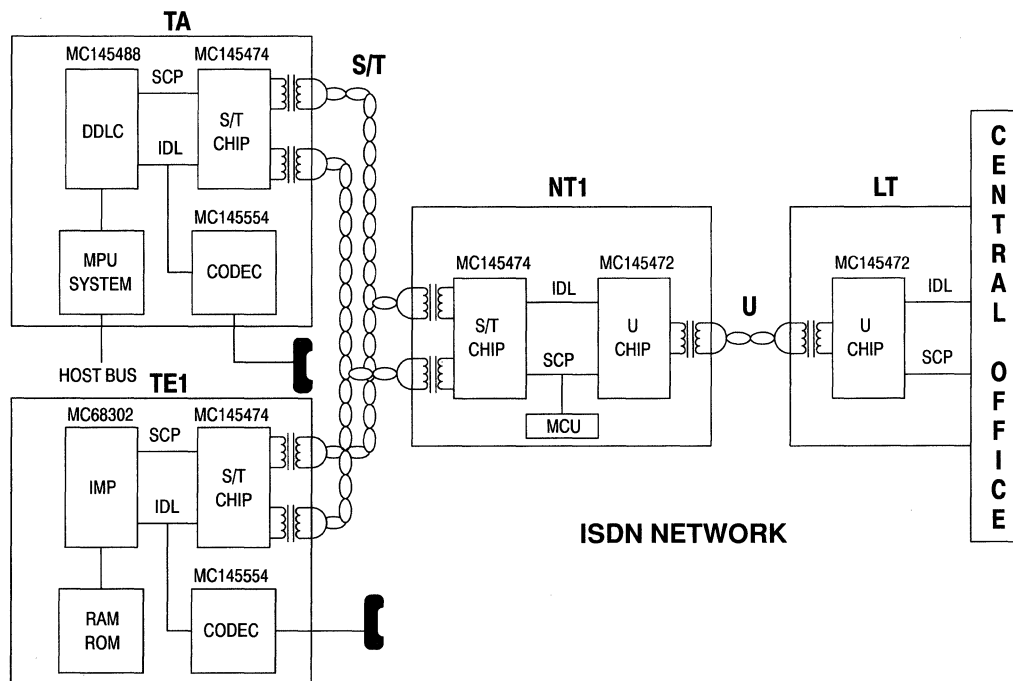 TA
MC145488
MC145474
SCP
DDLC
S/T
CHIP
IDL
MC145554
MPU
SYSTEM
CODEC
HOST BUS
S/T
TE1
MC68302
MC145474
SCP
IMP
S/T
CHIP
IDL
MC145554
RAM
ROM
CODEC
NT1
MC145474
MC145472
IDL
S/T
CHIP
U
CHIP
SCP
MCU
U
LT
MC145472
IDL
U
CHIP
SCP
CENTRAL OFFICE
ISDN NETWORK